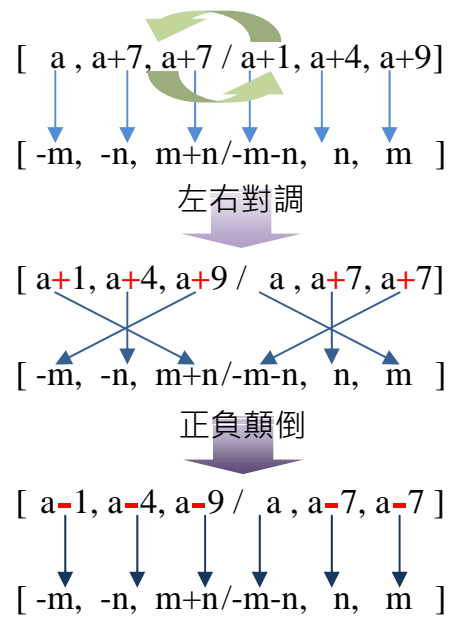 [ a , a+7, a+7 / a+1, a+4, a+9]
[ -m, -n, m+n/-m-n, n, m ]
左右對調
[ a+1, a+4, a+9 / a , a+7, a+7]
[ -m, -n, m+n/-m-n, n, m ]
正負顛倒
[ a-1, a-4, a-9 / a , a-7, a-7 ]
[ -m, -n, m+n/-m-n, n, m ]